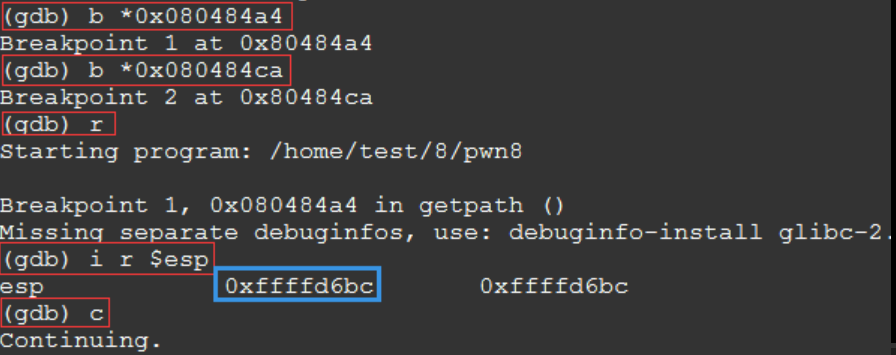 (gdb) b *0x080484a4
Breakpoint 1 at 0x80484a4
(gdb) b *0x080484ca
Breakpoint 2 at 0x80484ca
(gdb) r
Starting program: /home/test/8/pwn8
Breakpoint 1, 0x080484a4 in getpath ()
Missing separate debuginfos, use: debuginfo-install glibc-2.
(gdb) i r $esp
esp 0xffffd6bc 0xffffd6bc
(gdb) c
Continuing.